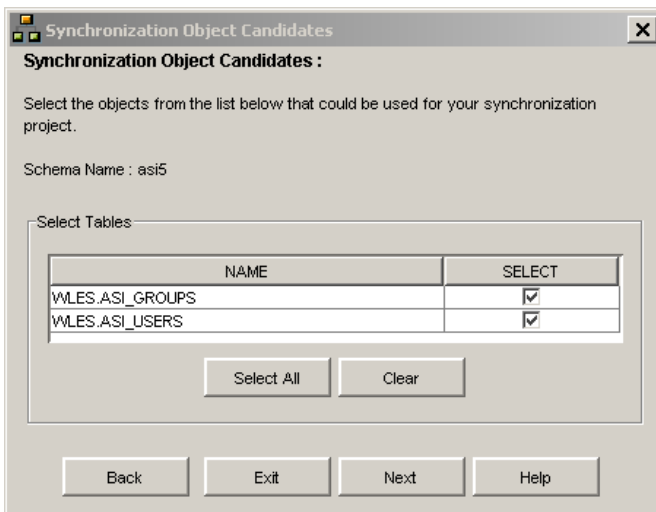 Synchronization Object Candidates
Synchronization Object Candidates :
Select the objects from the list below that could be used for your synchronization
project.
Schema Name : asi5
Select Tables
NAME SELECT
WLES.ASI_GROUPS
WLES.ASI_USERS
Select All Clear
Back Exit Next Help